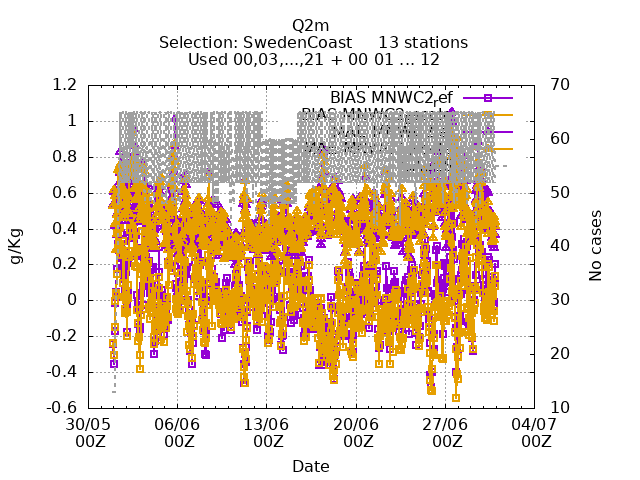 Q2m
Selection: SwedenCoast 13 stations
Used 00,03,...,21 + 00 01 ... 12
1.2
1
0.8
0.6
0.4
0.2
0
-0.2
-0.4
-0.6
g/Kg
BIAS MNWC2ref
70
60
50
40
30
20
10
No cases
30/05 06/06 13/06 20/06 27/06 04/07
00Z 00Z 00Z 00Z 00Z 00Z
Date